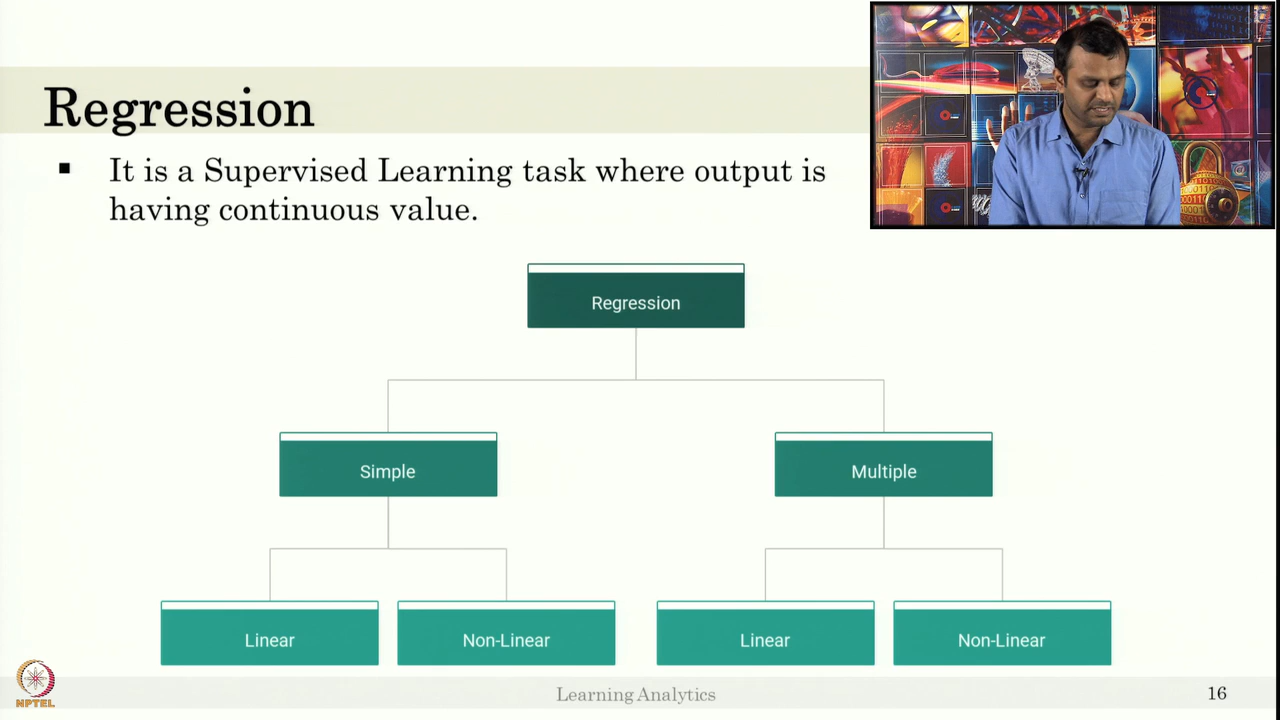 Regression
▪ It is a Supervised Learning task where output is
having continuous value.
Regression
Simple
Multiple
Linear
Non-Linear
Linear
Non-Linear
NPTEL
Learning Analytics
16